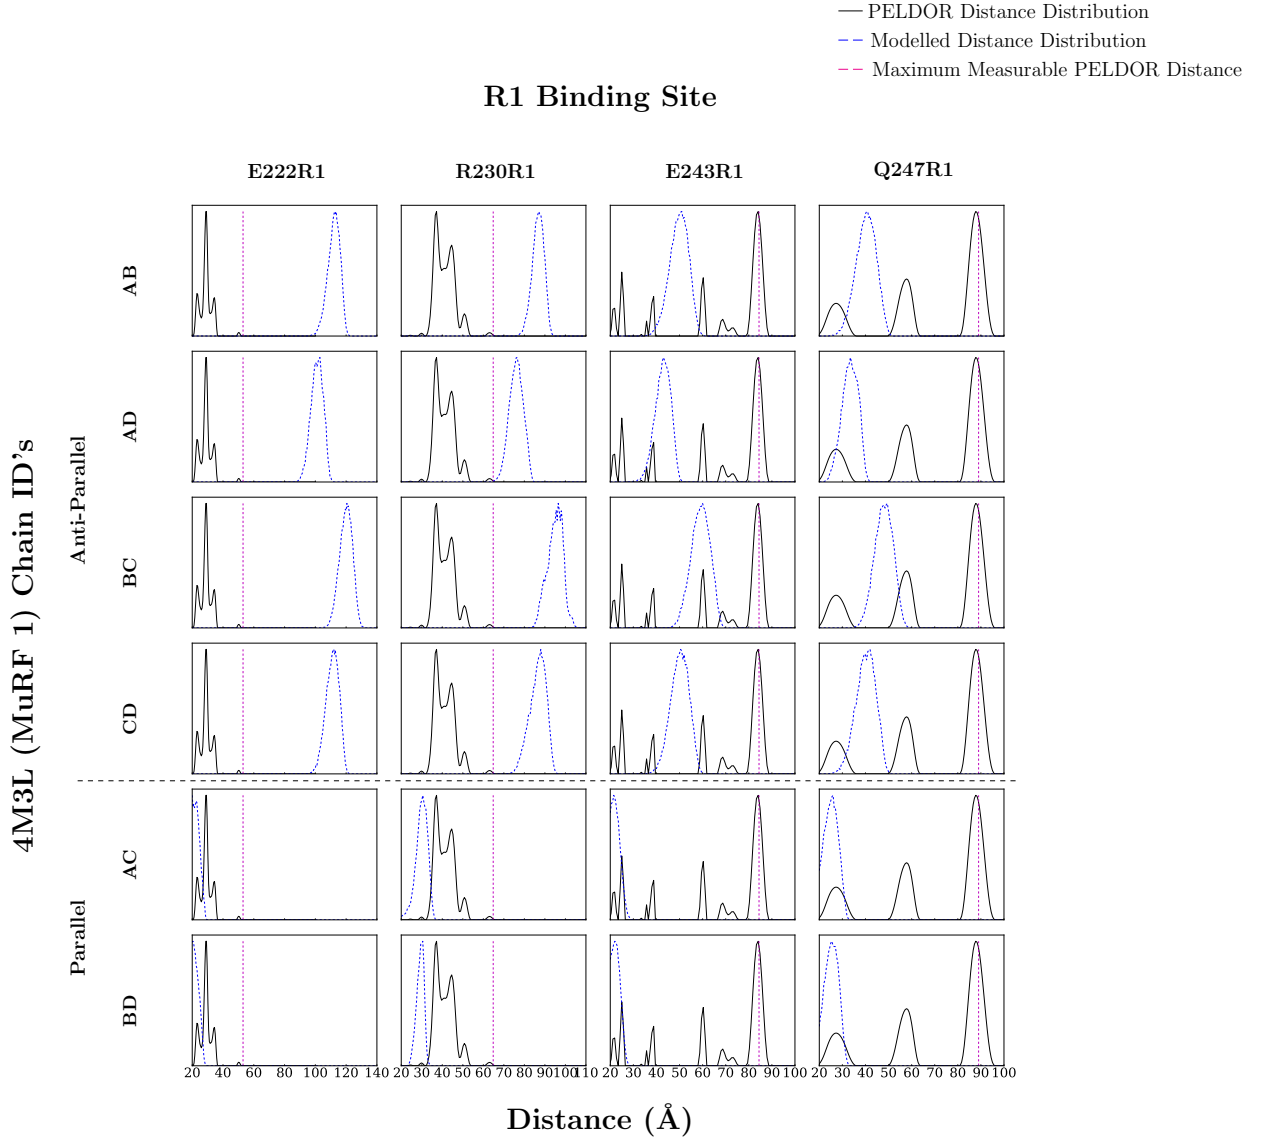 PELDOR Distance Distribution
Modelled Distance Distribution
Maximum Measurable PELDOR Distance
R1 Binding Site
E222R1 R230R1 E243R1 Q247R1
4M3L (MuRF 1) Chain ID's
Anti-Parallel
Parallel
AB
AD
BC
CD
AC
BD
20 40 60 80 100 120 140 20 30 40 50 60 70 80 90 100 110 20 30 40 50 60 70 80 90 100 20 30 40 50 60 70 80 90 100
Distance (Å)